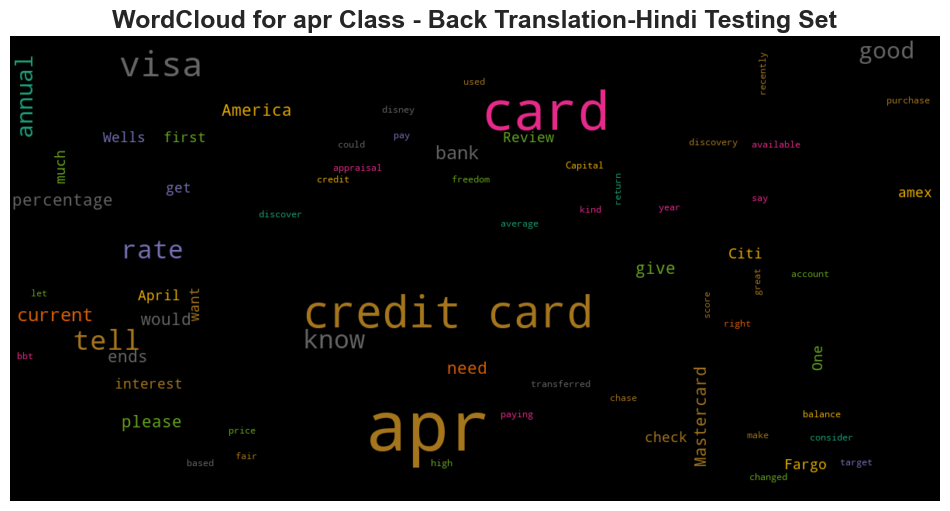 WordCloud for apr Class - Back Translation-Hindi Testing Set
visa
good
annual
recently
used
card
purchase
America
disney
Wells
first
pay
Review
could
bank
discovery
available
much
appraisal
Capital
credit
freedom
get
return
percentage
amex
say
discover
kind
year
average
rate
Citi
give
great
account
let
April
want
score
current
would
credit card
right
tell
know
ends
bbt
One
need
interest
transferred
Mastercard
chase
please
apr
paying
balance
price
check
make
consider
fair
based
high
Fargo
target
changed